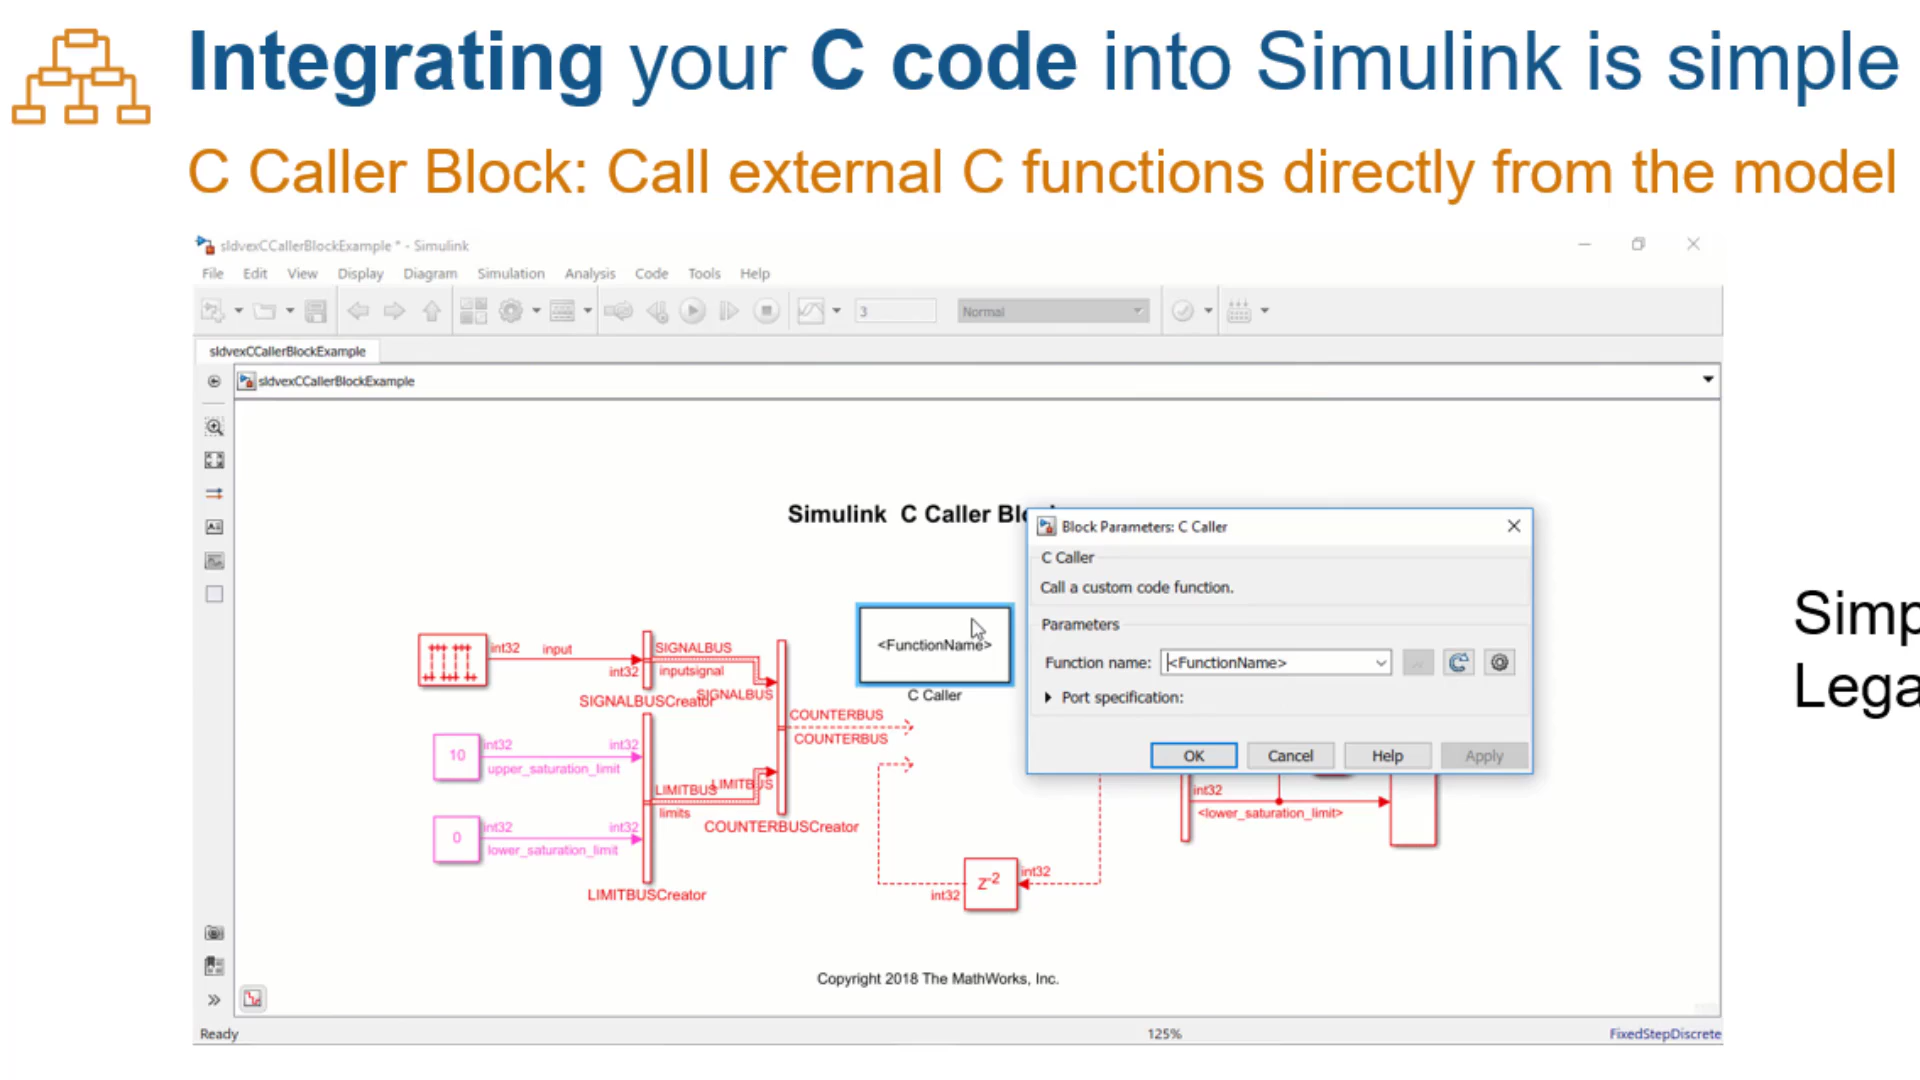 Integrating your C code into Simulink is simple
C Caller Block: Call external C functions directly from the model
sldvexCCallerBlockExample * - Simulink
File Edit View Display Diagram Simulation Analysis Code Tools Help
3 Normal
sldvexCCallerBlockExample
sldvexCCallerBlockExample
Simulink C Caller Blo
Block Parameters: C Caller
C Caller
Call a custom code function.
Parameters
Function name: <FunctionName>
Port specification:
OK Cancel Help Apply
<FunctionName>
C Caller
int32 input
int32
SIGNALBUS
inputsignal
SIGNALBUSCreator
SIGNALBUS
COUNTERBUS
COUNTERBUS
10
int32 int32
upper_saturation_limit
LIMITBUS
LIMITBUS
limits
COUNTERBUSCreator
0
int32 int32
lower_saturation_limit
LIMITBUSCreator
int32
<lower_saturation_limit>
Z-2
int32
int32
Simp
Lega
Copyright 2018 The MathWorks, Inc.
Ready 125% FixedStepDiscrete